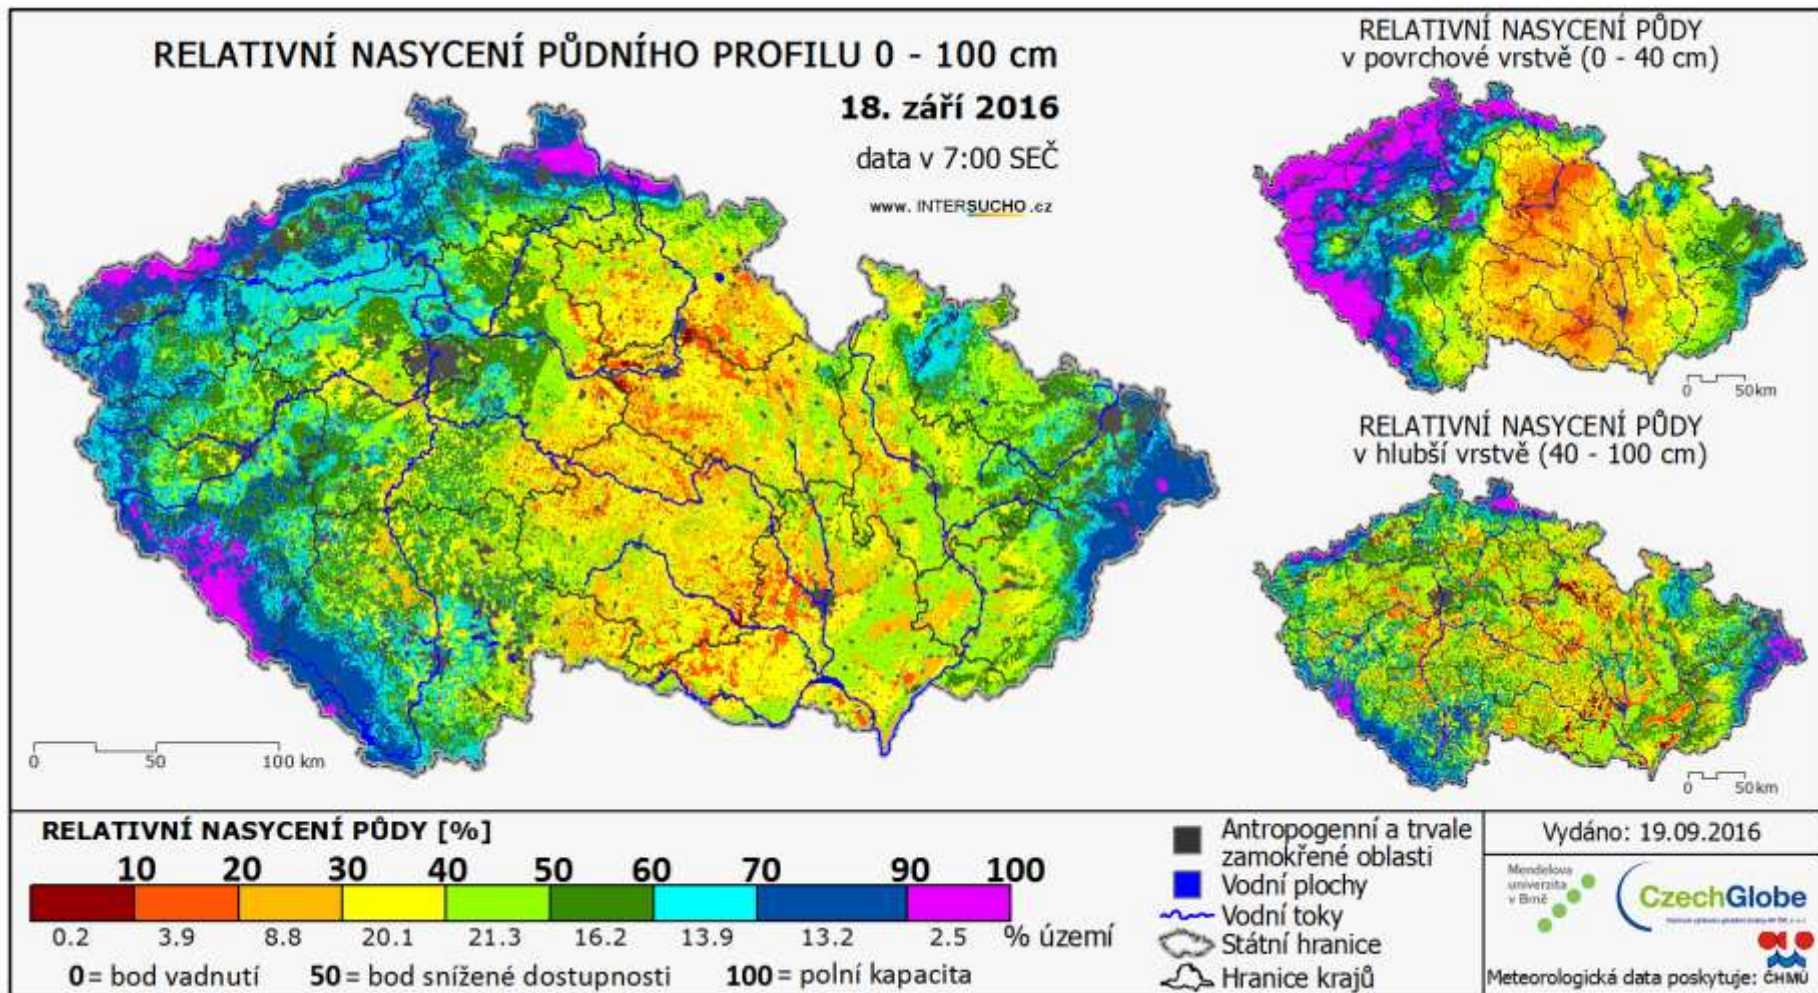 RELATIVNÍ NASYCENÍ PŮDNÍHO PROFILU 0 - 100 cm
18. září 2016
data v 7:00 SEČ
www. INTERSUCHO .cz
0 50 100 km
RELATIVNÍ NASYCENÍ PŮDY
v povrchové vrstvě (0 - 40 cm)
0 50km
RELATIVNÍ NASYCENÍ PŮDY
v hlubší vrstvě (40 - 100 cm)
0 50km
RELATIVNÍ NASYCENÍ PŮDY [%]
10 20 30 40 50 60 70 90 100
0.2 3.9 8.8 20.1 21.3 16.2 13.9 13.2 2.5 % území
0 = bod vadnutí 50 = bod snížené dostupnosti 100 = polní kapacita
Antropogenní a trvale
zamokřené oblasti
Vodní plochy
Vodní toky
Státní hranice
Hranice krajů
Vydáno: 19.09.2016
Mendelova
univerzita
v Brně
CzechGlobe
Meteorologická data poskytuje: ČHMÚ